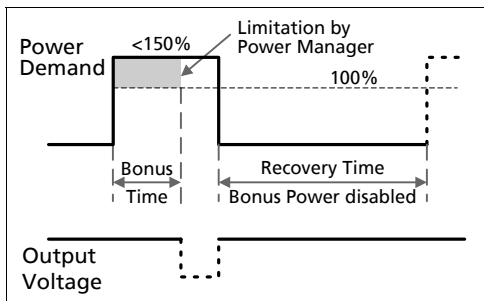 Power
Demand
<150%
Limitation by
Power Manager
100%
Bonus
Time
Recovery Time
Bonus Power disabled
Output
Voltage